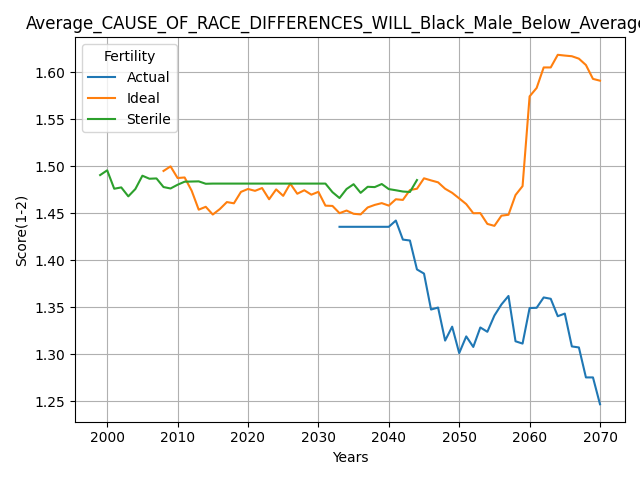 Average_CAUSE_OF_RACE_DIFFERENCES_WILL_Black_Male_Below_Average
Fertility
Actual
Ideal
Sterile
Score(1-2)
1.60
1.55
1.50
1.45
1.40
1.35
1.30
1.25
2000 2010 2020 2030 2040 2050 2060 2070
Years